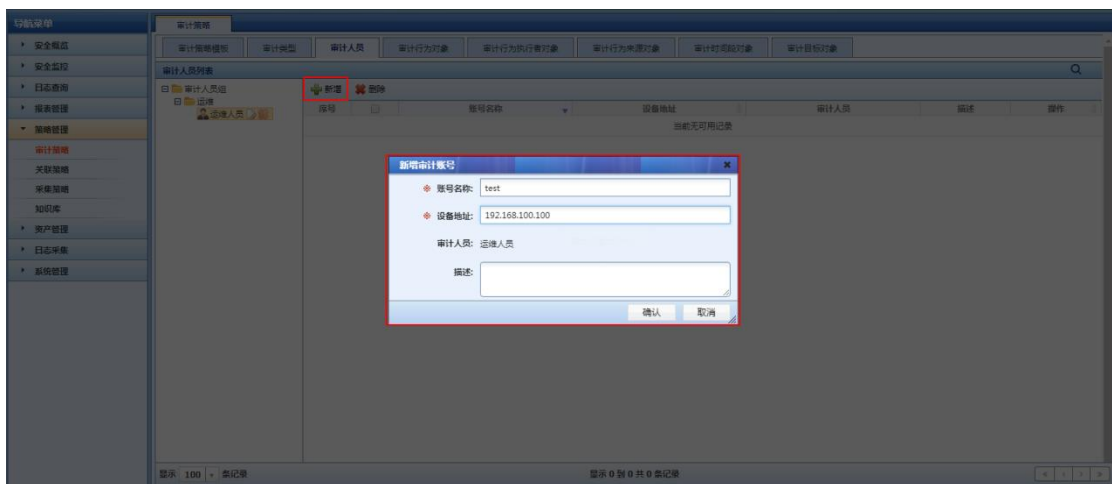 导航菜单
审计策略
安全概览
审计策略模板 审计类型 审计人员 审计行为对象 审计行为执行者对象 审计行为来源对象 审计时间段对象 审计目标对象
安全监控
审计人员列表
日志查询
审计人员组
新增 删除
报表管理
运维
序号 账号名称 设备地址 审计人员 描述 操作
运维人员
策略管理
当前无可用记录
审计策略
关联策略
采集策略
知识库
资产管理
日志采集
系统管理
新增审计账号
账号名称: test
设备地址: 192.168.100.100
审计人员: 运维人员
描述:
确认 取消
显示 100 条记录
显示 0 到 0 共 0 条记录